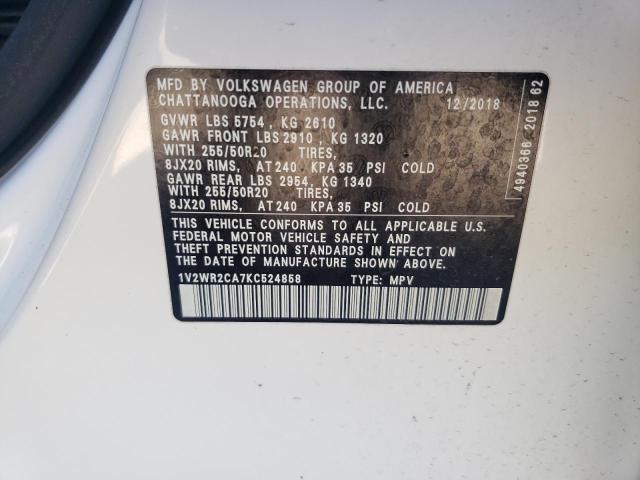 MFD BY VOLKSWAGEN GROUP OF AMERICA
CHATTANOOGA OPERATIONS, LLC. 12/2018
GVWR LBS 5754 , KG 2610
GAWR FRONT LBS 2910 , KG 1320
WITH 255/50R20 TIRES,
8JX20 RIMS, AT 240 KPA 35 PSI COLD
GAWR REAR LBS 2954, KG 1340
WITH 255/50R20 TIRES,
8JX20 RIMS, AT 240 KPA 35 PSI COLD
THIS VEHICLE CONFORMS TO ALL APPLICABLE U.S.
FEDERAL MOTOR VEHICLE SAFETY AND
THEFT PREVENTION STANDARDS IN EFFECT ON
THE DATE OF MANUFACTURE SHOWN ABOVE.
1V2WR2CA7KC524858 TYPE: MPV
4940366 2018 62